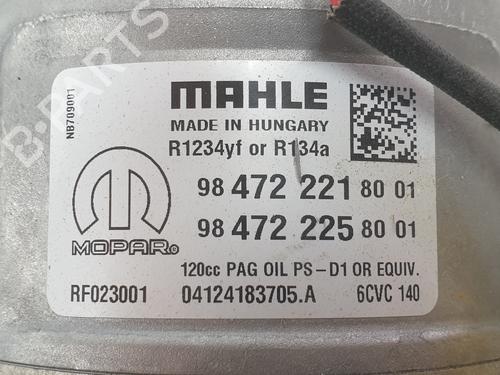 MAHLE
MADE IN HUNGARY
R1234yf or R134a
NB709001
MOPAR®
98 472 221 80 01
98 472 225 80 01
120cc PAG OIL PS-D1 OR EQUIV.
RF023001 04124183705.A 6CVC 140
B-PARTS